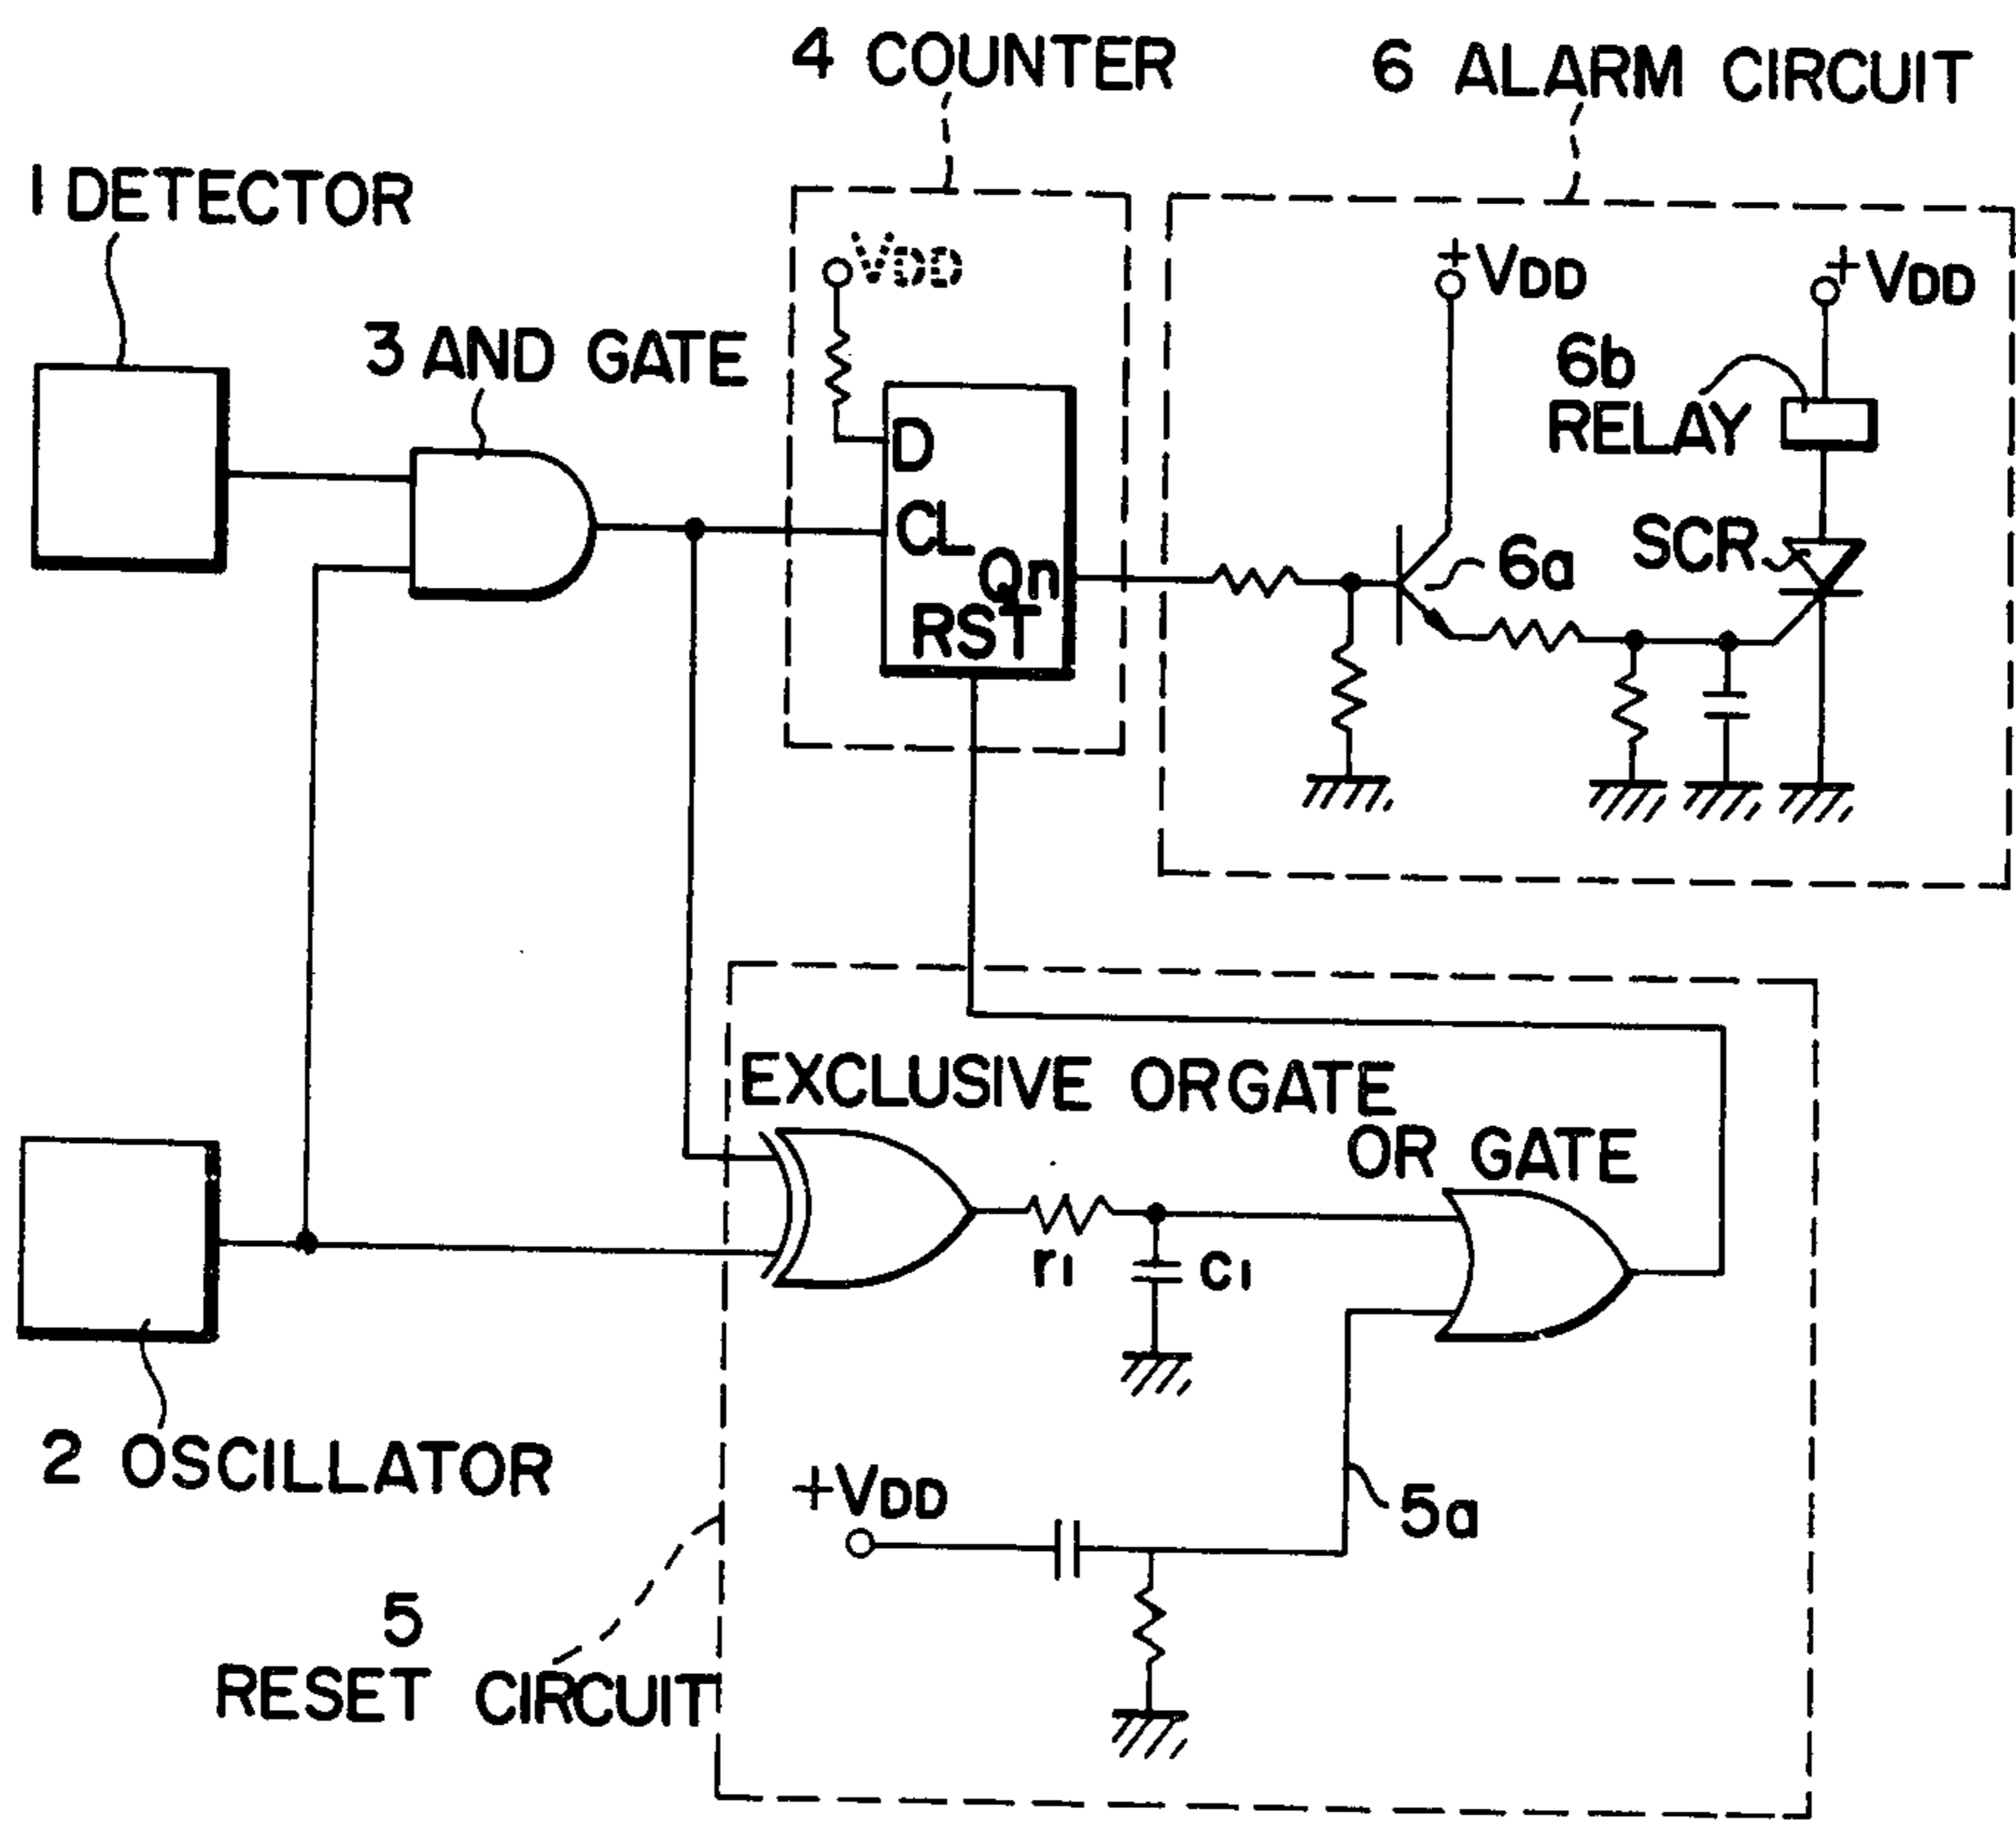 4 COUNTER
6 ALARM CIRCUIT
1 DETECTOR
3 AND GATE
VDD
+VDD
+VDD
6b
RELAY
D
CL
Qn
RST
6a
SCR
EXCLUSIVE ORGATE
OR GATE
r1
c1
2 OSCILLATOR
+VDD
5a
5
RESET CIRCUIT